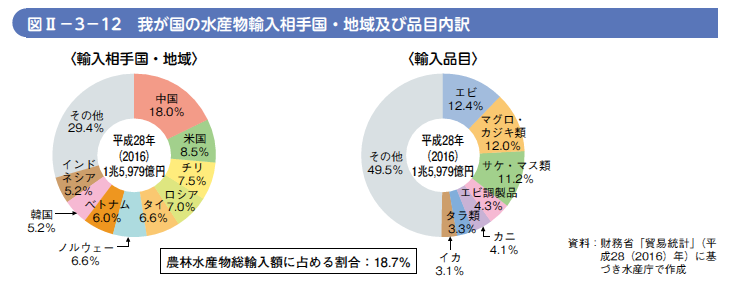 図Ⅱ－3－12　我が国の水産物輸入相手国・地域及び品目内訳
〈輸入相手国・地域〉
中国
18.0%
米国
8.5%
チリ
7.5%
ロシア
7.0%
タイ
6.6%
ノルウェー
6.6%
ベトナム
6.0%
韓国
5.2%
インド
ネシア
5.2%
その他
29.4%
平成28年
（2016）
1兆5,979億円
〈輸入品目〉
エビ
12.4%
マグロ・
カジキ類
12.0%
サケ・マス類
11.2%
エビ調製品
4.3%
カニ
4.1%
タラ類
3.3%
イカ
3.1%
その他
49.5%
平成28年
（2016）
1兆5,979億円
農林水産物総輸入額に占める割合：18.7%
資料：財務省「貿易統計」（平
成28（2016）年）に基
づき水産庁で作成